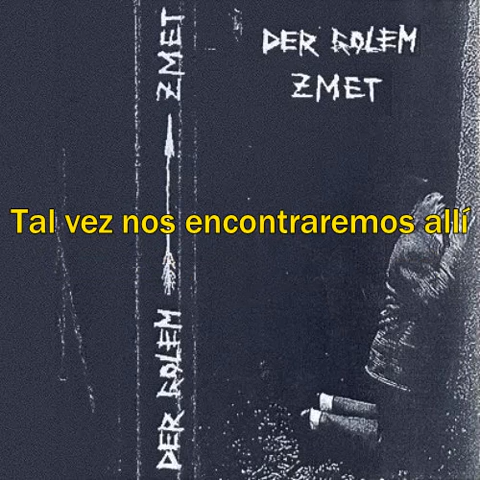 DER GOLEM
ZMET
Tal vez nos encontraremos allí
DER GOLEM ZMET